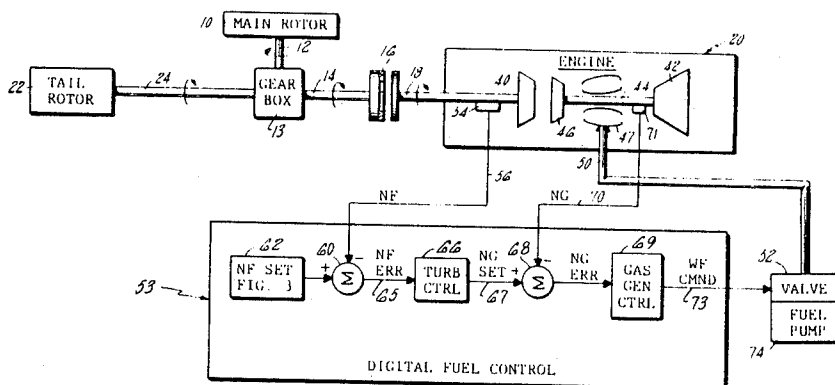 10
MAIN ROTOR
12
16
20
ENGINE
22
TAIL
ROTOR
24
GEAR
BOX
13
14
18
40
54
46
44
42
47
71
50
56
NF
NG
70
53
62
NF SET
FIG. 3
+
60
-
Σ
NF
ERR
65
66
TURB
CTRL
NG
SET
67
+
68
-
Σ
NG
ERR
69
GAS
GEN
CTRL
WF
CMND
73
52
VALVE
FUEL
PUMP
74
DIGITAL FUEL CONTROL